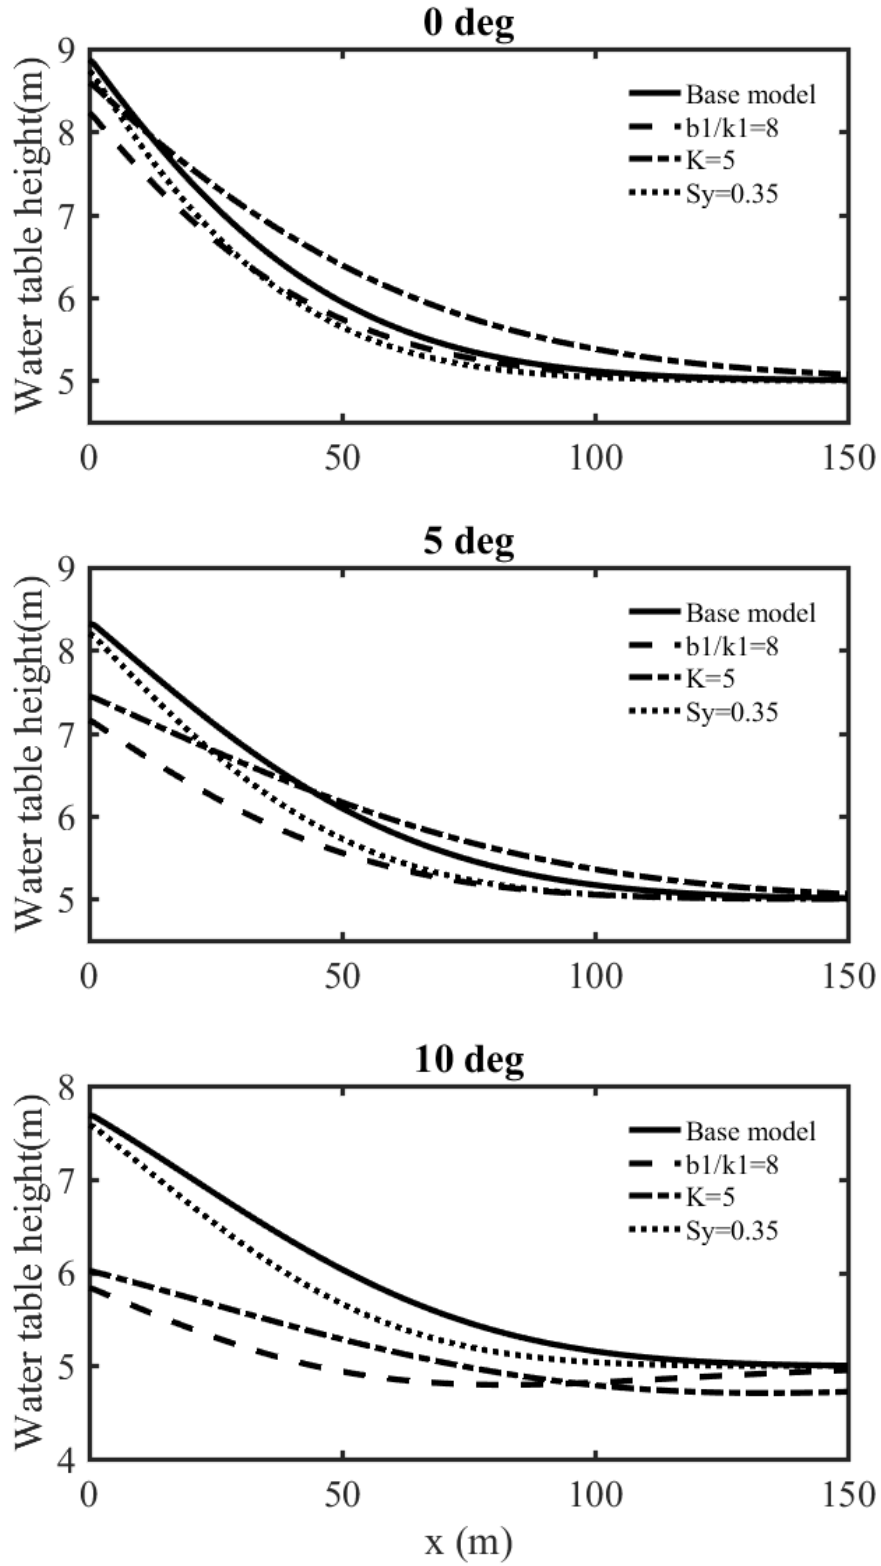 0 deg
Water table height(m)
9
8
7
6
5
0
50
100
150
Base model
b1/k1=8
K=5
Sy=0.35
5 deg
Water table height(m)
9
8
7
6
5
0
50
100
150
Base model
b1/k1=8
K=5
Sy=0.35
10 deg
Water table height(m)
8
7
6
5
4
0
50
100
150
Base model
b1/k1=8
K=5
Sy=0.35
x (m)